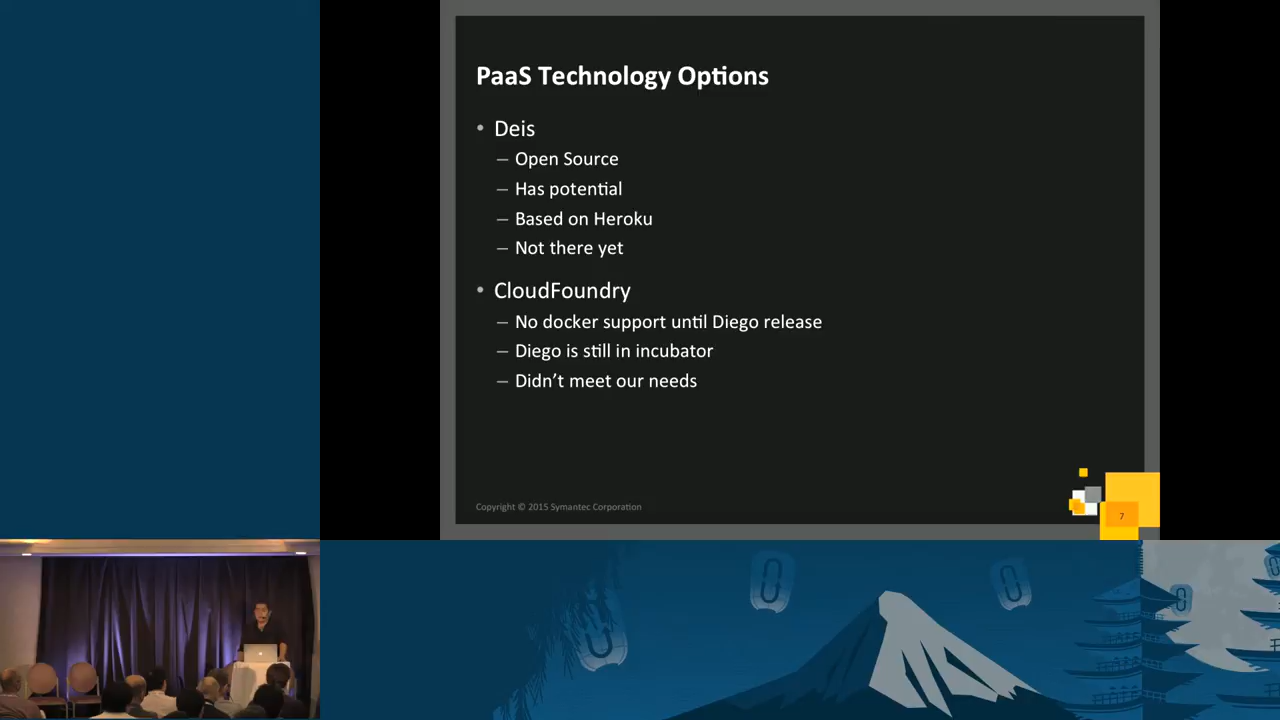 PaaS Technology Options
• Deis
– Open Source
– Has potential
– Based on Heroku
– Not there yet
• CloudFoundry
– No docker support until Diego release
– Diego is still in incubator
– Didn't meet our needs
Copyright © 2015 Symantec Corporation
7